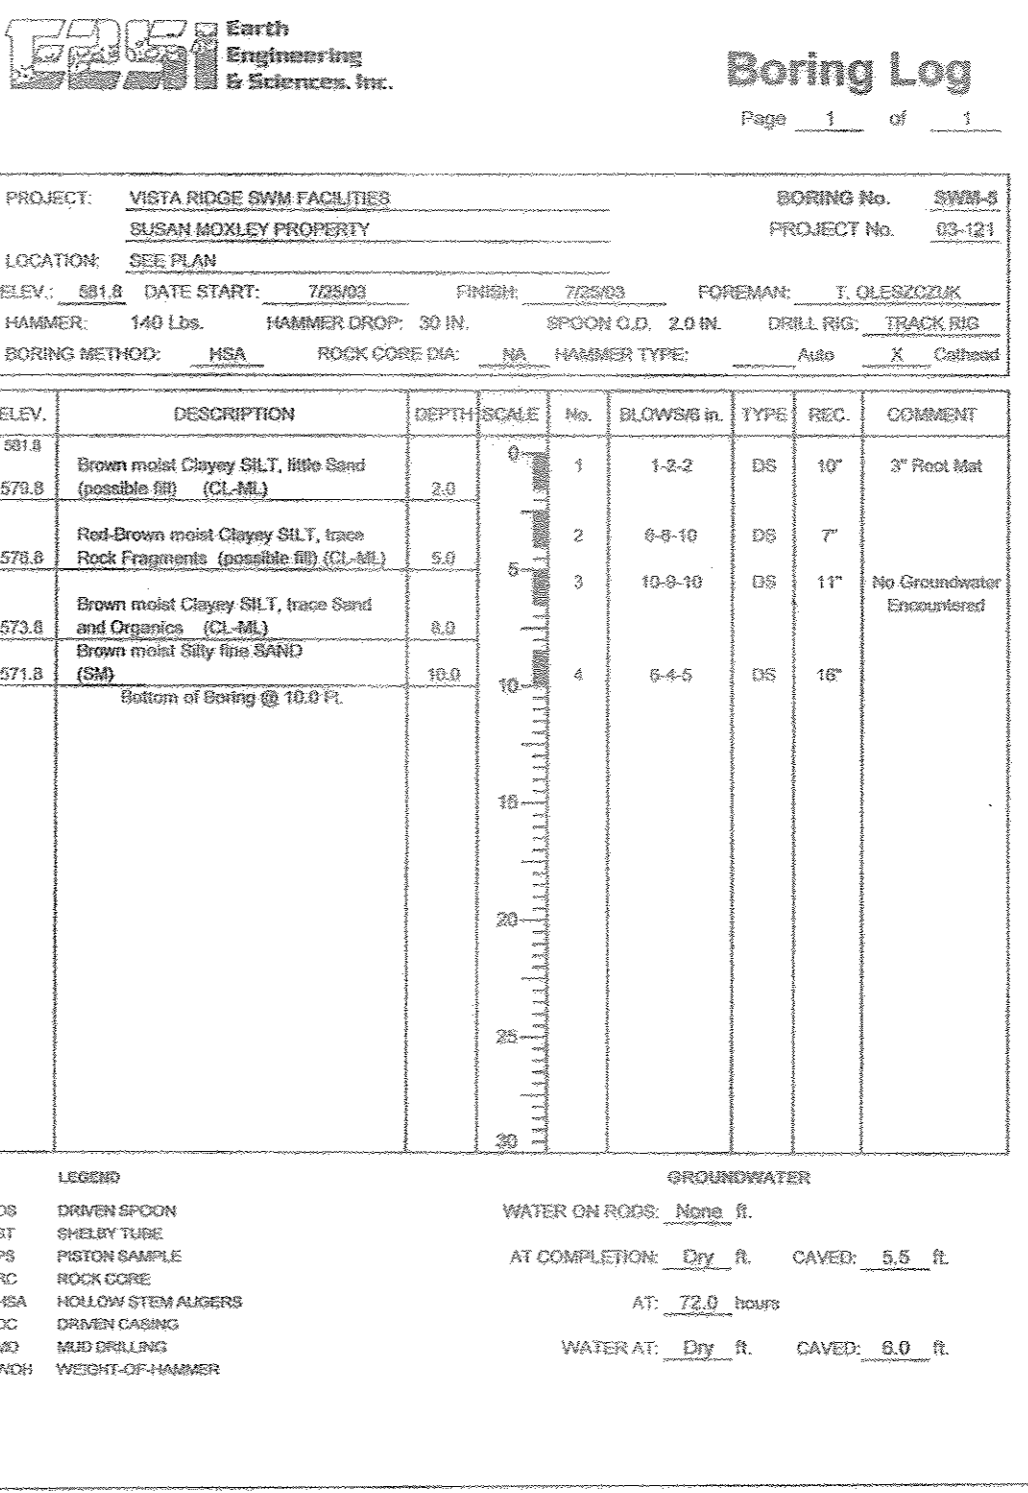 Earth
Engineering
& Sciences, Inc.
Boring Log
Page 1 of 1
PROJECT: VISTA RIDGE SWM FACILITIES BORING No. SWM-5
SUSAN MOXLEY PROPERTY PROJECT No. 03-121
LOCATION: SEE PLAN
ELEV.: 581.8 DATE START: 7/25/03 FINISH: 7/25/03 FOREMAN: T. OLESZCZUK
HAMMER: 140 Lbs. HAMMER DROP: 30 IN. SPOON O.D. 2.0 IN. DRILL RIG: TRACK RIG
BORING METHOD: HSA ROCK CORE DIA: NA HAMMER TYPE: Auto X Cathead
ELEV. DESCRIPTION DEPTH SCALE No. BLOWS/6 in. TYPE REC. COMMENT
581.8
0
Brown moist Clayey SILT, little Sand 1 1-2-2 DS 10" 3" Root Mat
579.8 (possible fill) (CL-ML) 2.0
Red-Brown moist Clayey SILT, trace 2 6-8-10 DS 7"
576.8 Rock Fragments (possible fill) (CL-ML) 5.0
5
3 10-9-10 DS 11" No Groundwater
Brown moist Clayey SILT, trace Sand Encountered
573.8 and Organics (CL-ML) 8.0
Brown moist Silty fine SAND
571.8 (SM) 10.0 4 6-4-5 DS 16"
10
Bottom of Boring @ 10.0 Ft.
15
20
25
30
LEGEND GROUNDWATER
DS DRIVEN SPOON WATER ON RODS: None ft.
ST SHELBY TUBE
PS PISTON SAMPLE AT COMPLETION: Dry ft. CAVED: 5.5 ft.
RC ROCK CORE
HSA HOLLOW STEM AUGERS AT: 72.0 hours
DC DRIVEN CASING
MD MUD DRILLING WATER AT: Dry ft. CAVED: 6.0 ft.
WOH WEIGHT-OF-HAMMER